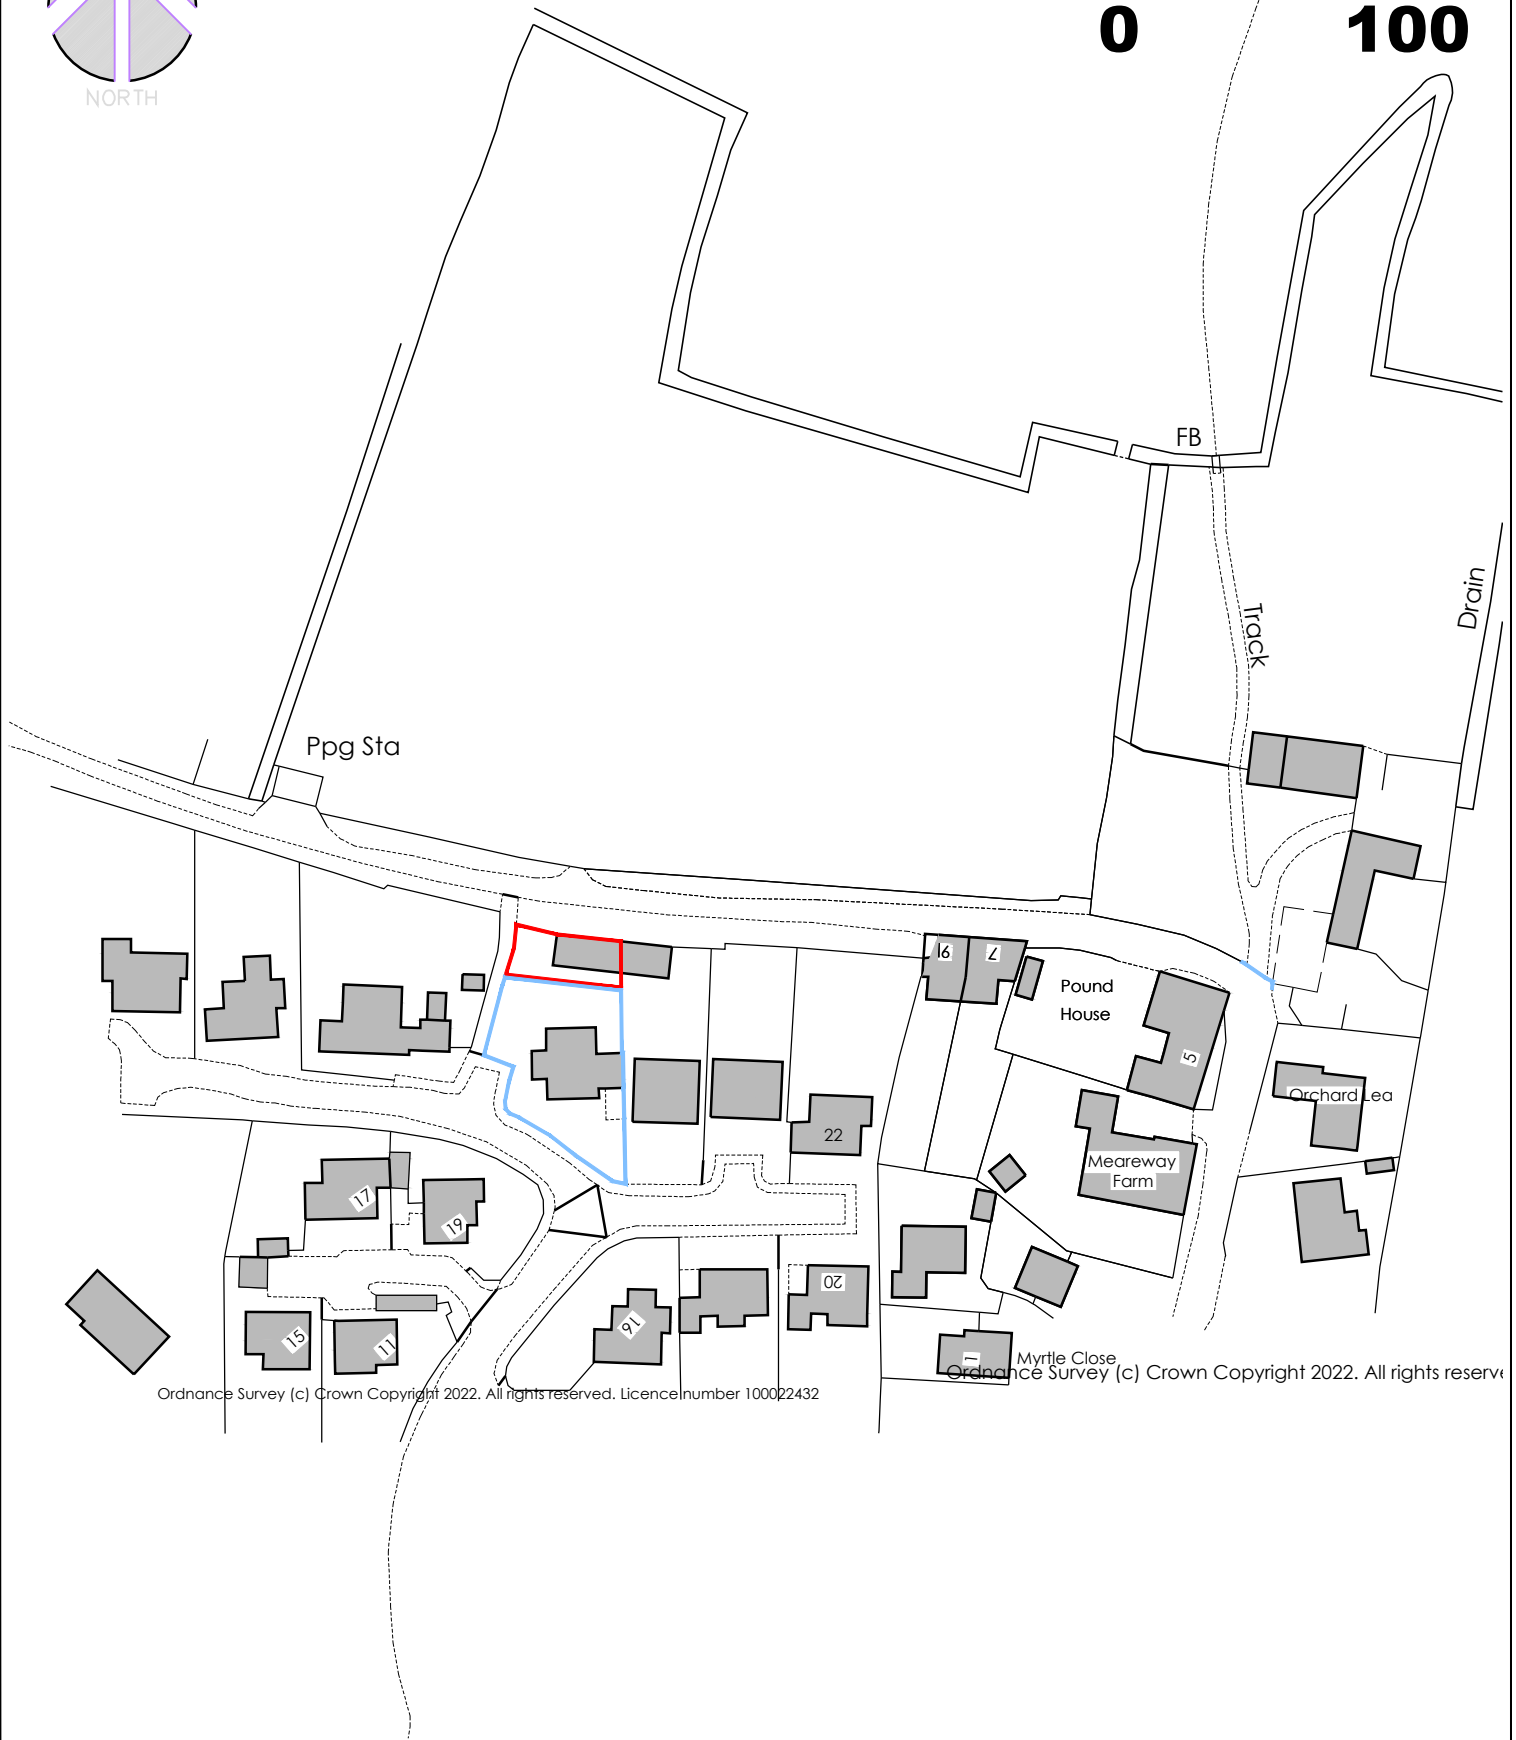 0 100
NORTH
FB
Drain
Track
Ppg Sta
16 7
Pound
House
5
Orchard Lea
22
Meareway
Farm
17
19
20
15
11
16
1
Myrtle Close
Ordnance Survey (c) Crown Copyright 2022. All rights reserve
Ordnance Survey (c) Crown Copyright 2022. All rights reserved. Licence number 100022432